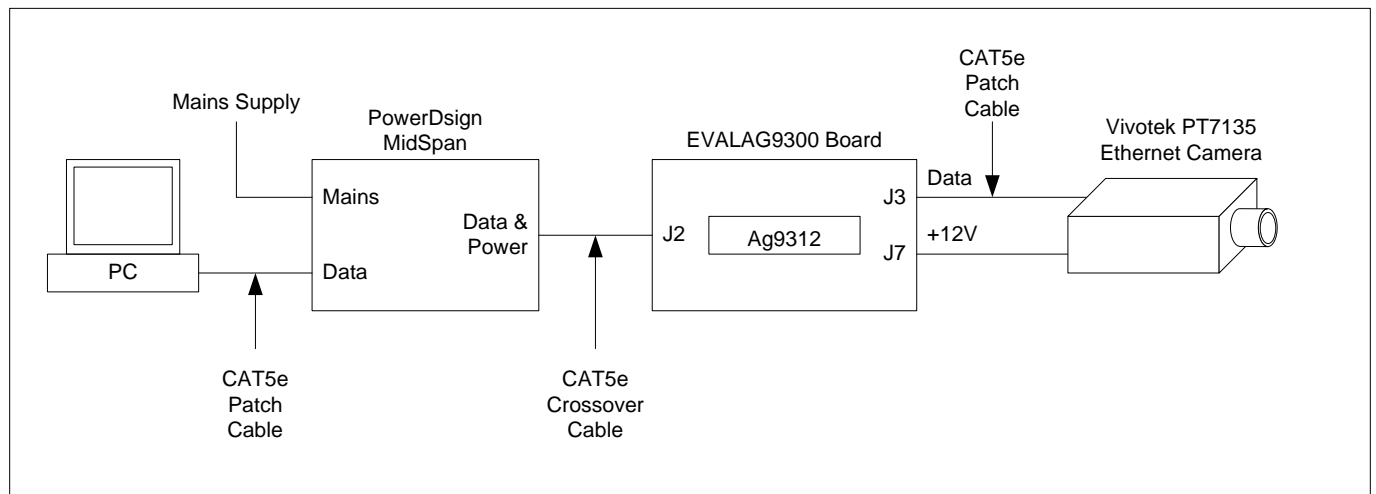 Mains Supply
PowerDsign
MidSpan
EVALAG9300 Board
CAT5e
Patch
Cable
Vivotek PT7135
Ethernet Camera
PC
Mains
Data &
Power
Data
J2
Ag9312
J3
J7
Data
+12V
CAT5e
Patch
Cable
CAT5e
Crossover
Cable